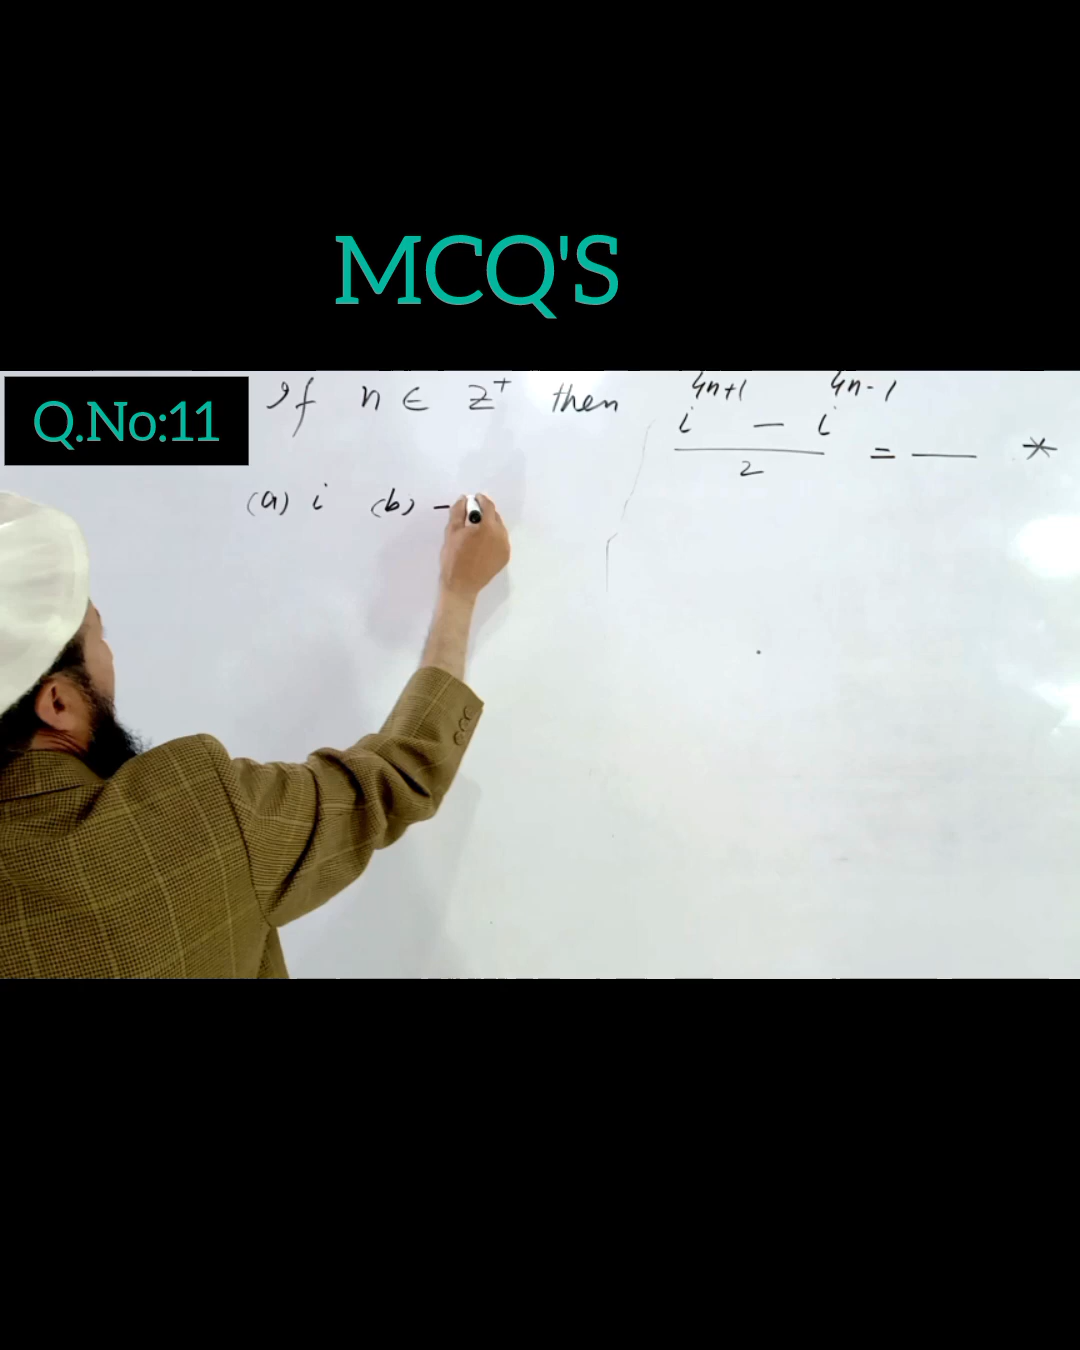 MCQ'S
Q.No:11
If n ∈ Z⁺ then (i^{4n+1} - i^{4n-1})/2 = ___ *
(a) i (b) -